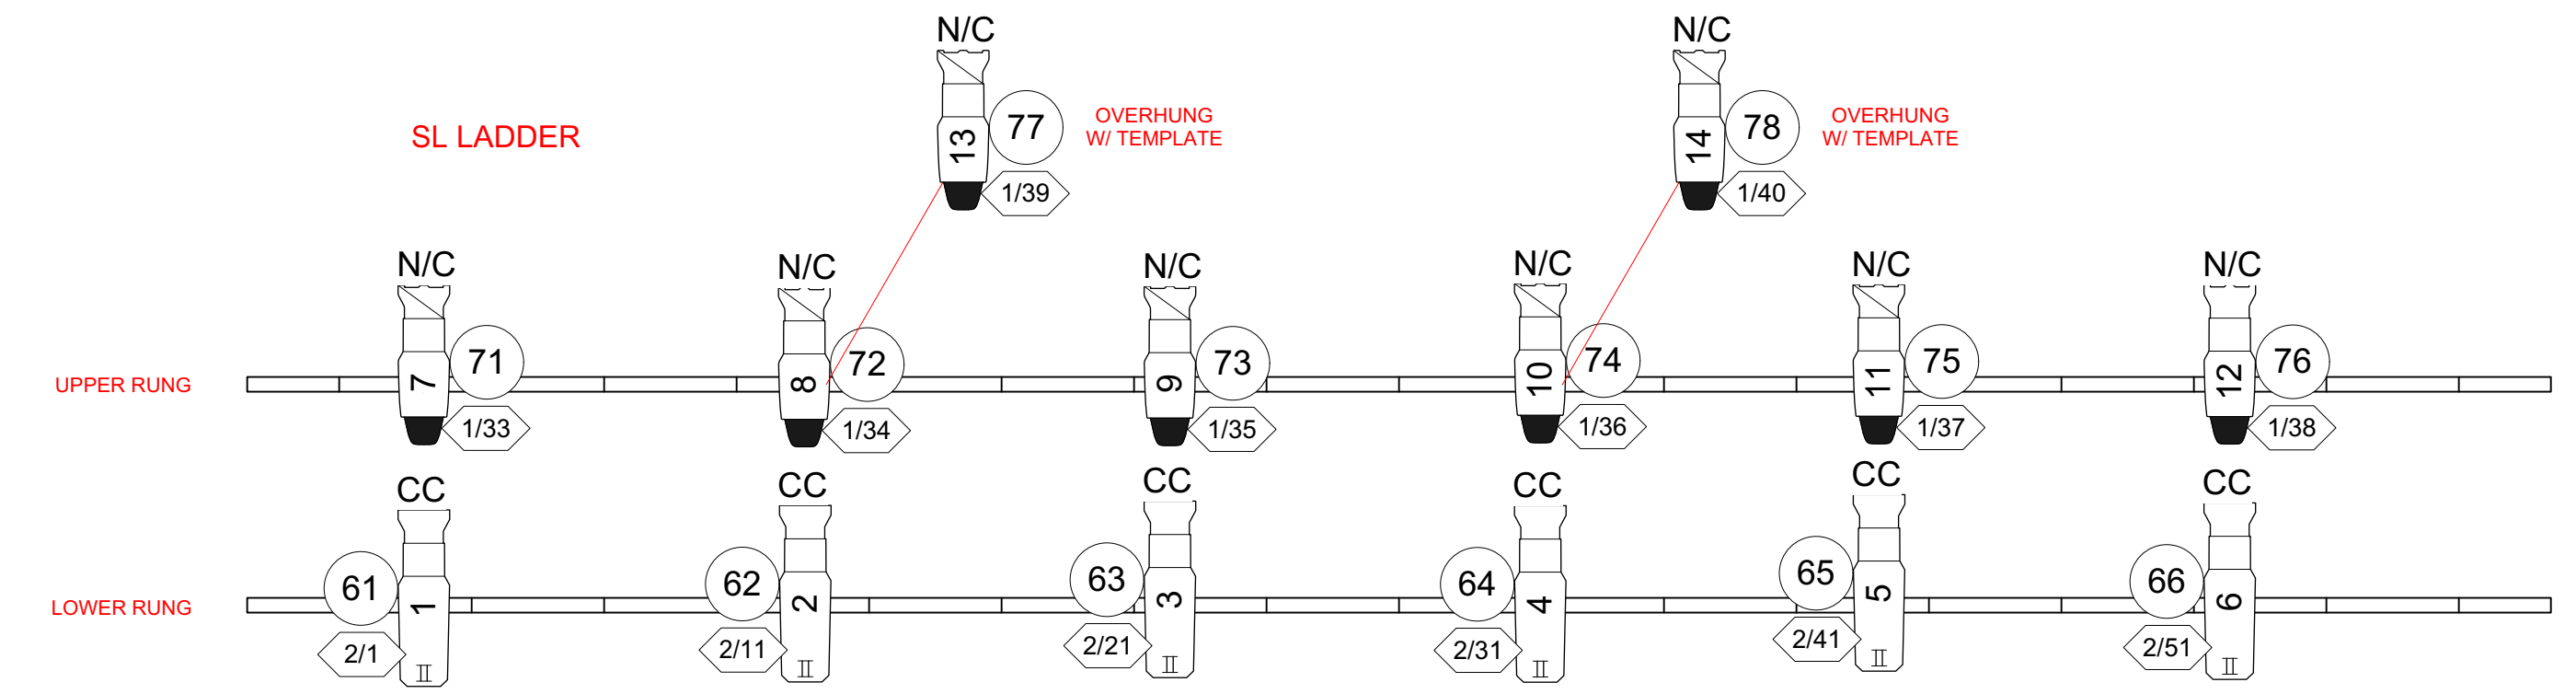 N/C
N/C
13
77
OVERHUNG
W/ TEMPLATE
1/39
14
78
OVERHUNG
W/ TEMPLATE
1/40
SL LADDER
N/C
N/C
N/C
N/C
N/C
N/C
UPPER RUNG
7
71
1/33
8
72
1/34
9
73
1/35
10
74
1/36
11
75
1/37
12
76
1/38
CC
CC
CC
CC
CC
CC
LOWER RUNG
61
1
2/1
II
62
2
2/11
II
63
3
2/21
II
64
4
2/31
II
65
5
2/41
II
66
6
2/51
II